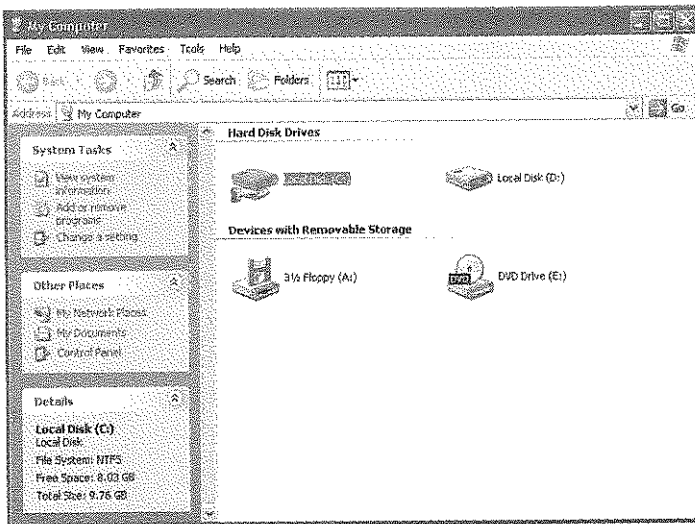 My Computer
File Edit View Favorites Tools Help
Back Search Folders
Address My Computer Go
System Tasks
View system information
Add or remove programs
Change a setting
Other Places
My Network Places
My Documents
Control Panel
Details
Local Disk (C:)
Local Disk
File System: NTFS
Free Space: 8.03 GB
Total Size: 9.76 GB
Hard Disk Drives
Local Disk (C:)
Local Disk (D:)
Devices with Removable Storage
3½ Floppy (A:)
DVD Drive (E:)
DVD